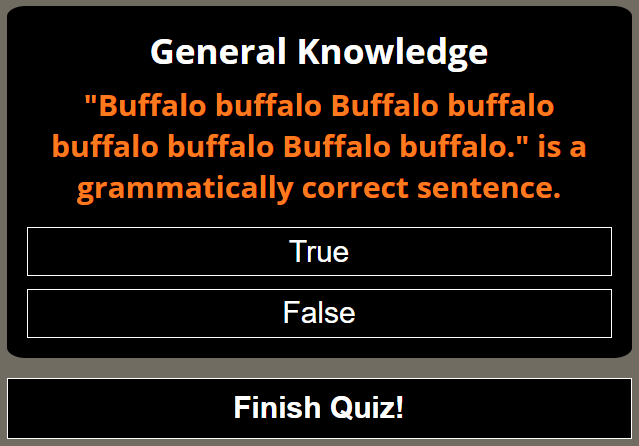 General Knowledge
"Buffalo buffalo Buffalo buffalo
buffalo buffalo Buffalo buffalo." is a
grammatically correct sentence.
True
False
Finish Quiz!